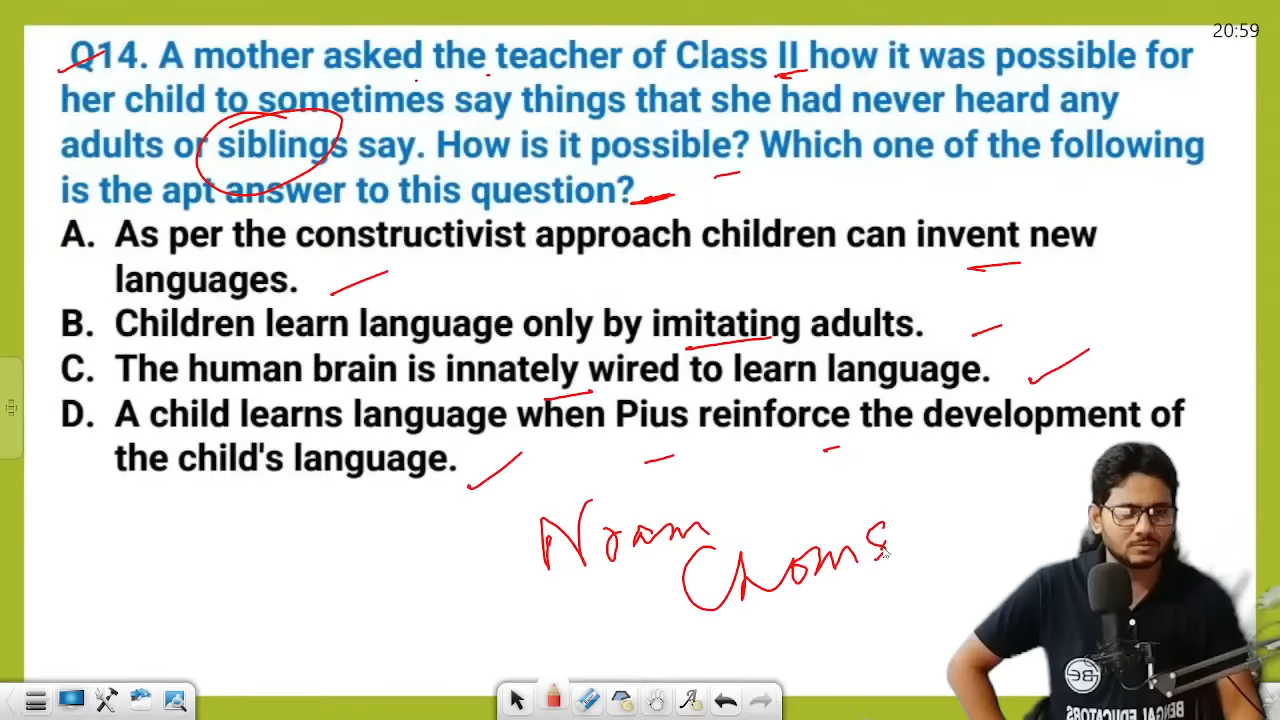 20:59
Q14. A mother asked the teacher of Class II how it was possible for
her child to sometimes say things that she had never heard any
adults or siblings say. How is it possible? Which one of the following
is the apt answer to this question?
A. As per the constructivist approach children can invent new
languages.
B. Children learn language only by imitating adults.
C. The human brain is innately wired to learn language.
D. A child learns language when Pius reinforce the development of
the child's language.
Noam
Choms
BENGAL EDUCATORS